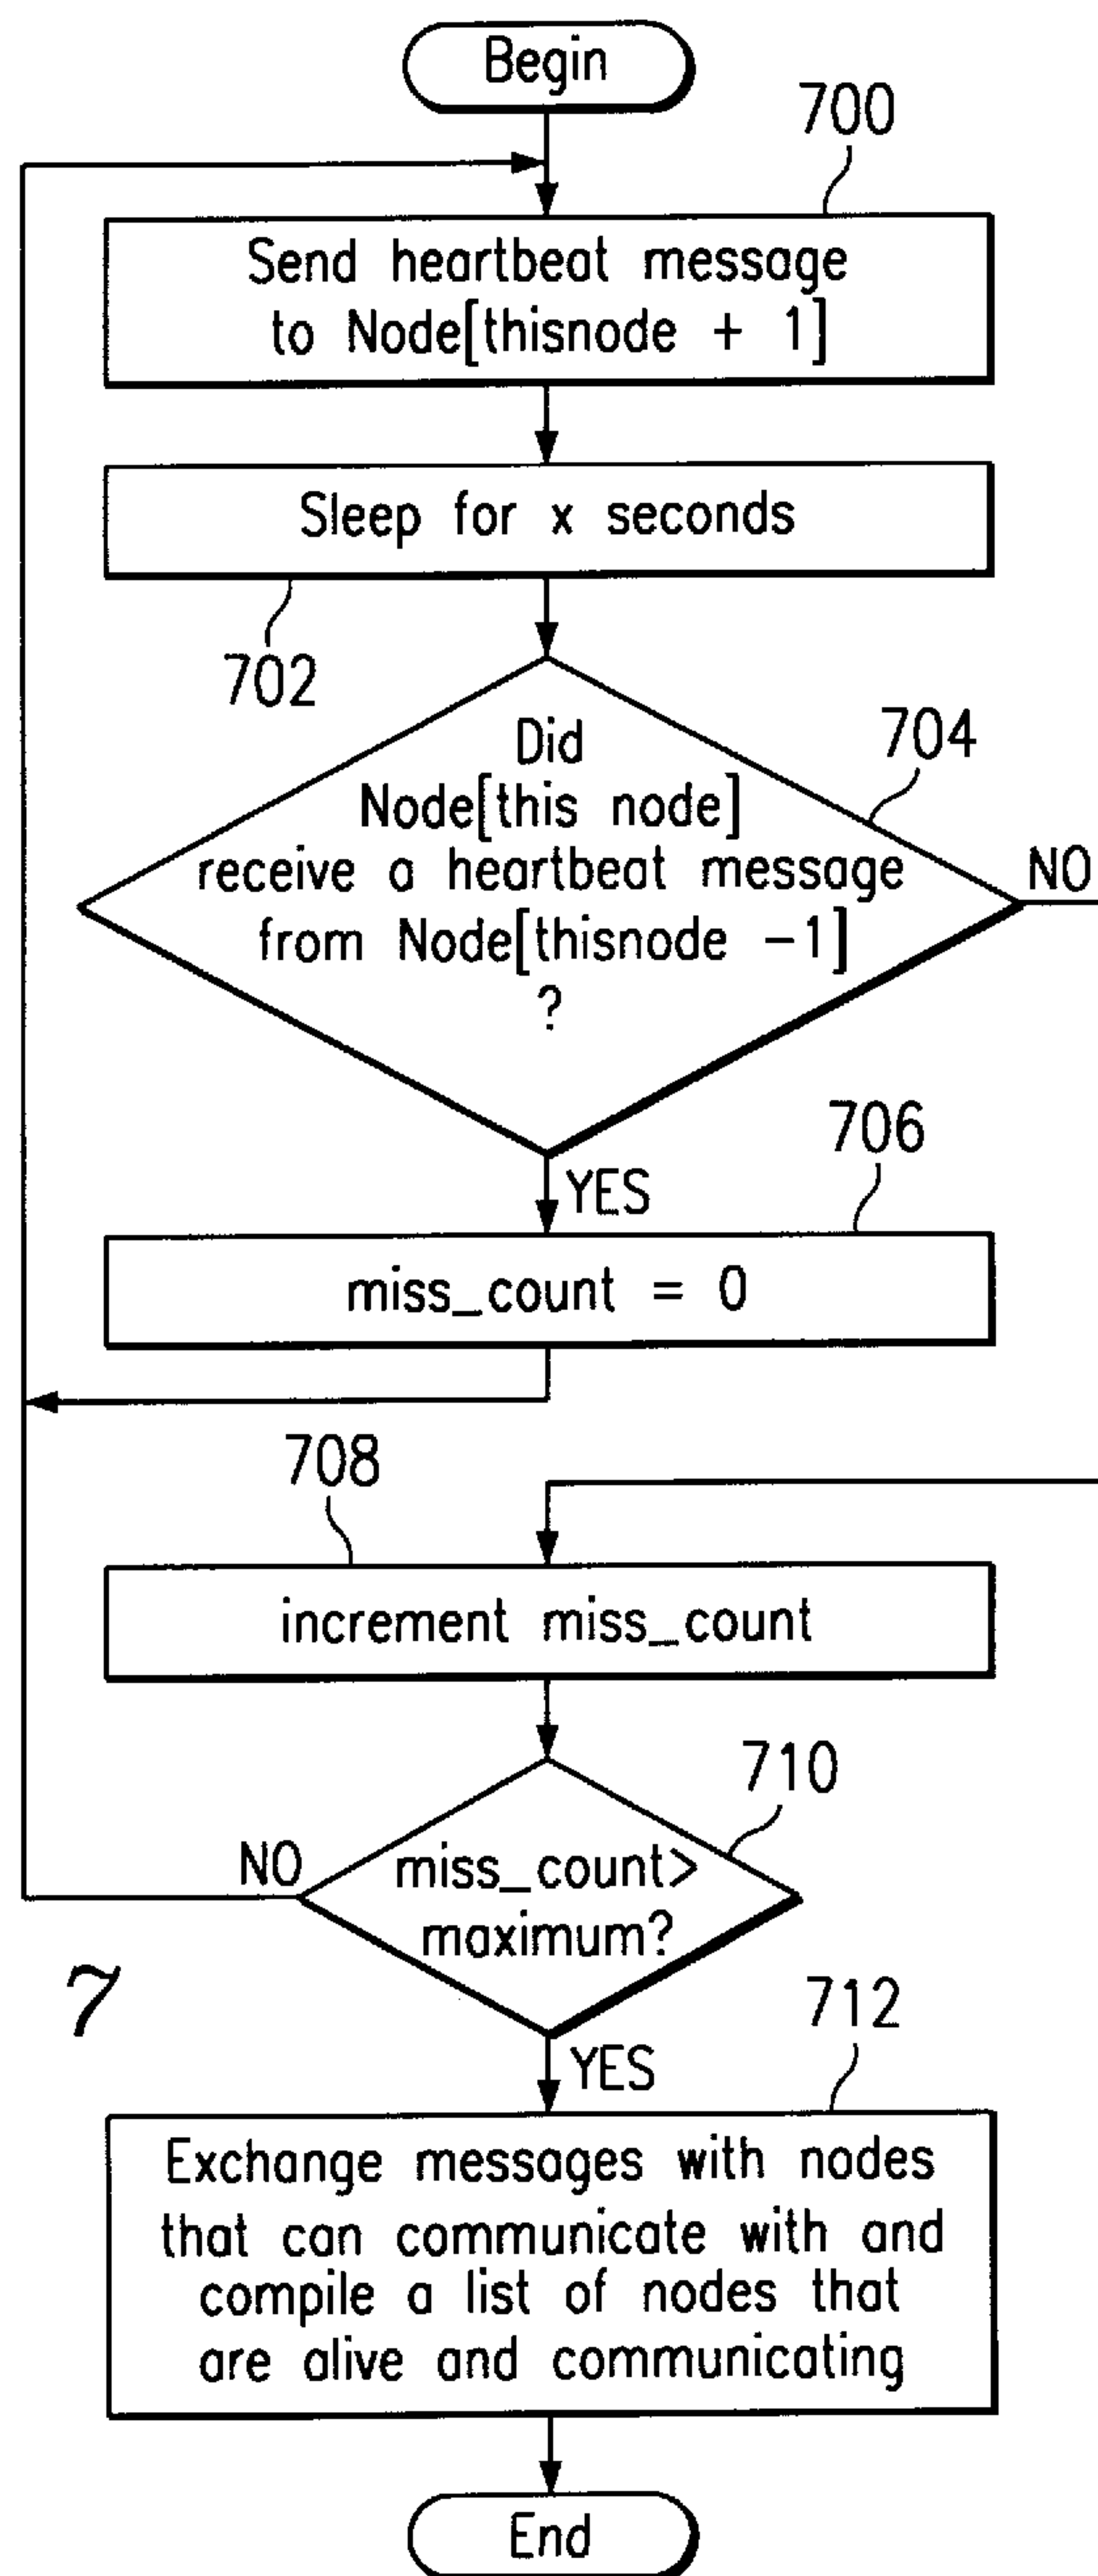 Begin
700
Send heartbeat message
to Node[thisnode + 1]
Sleep for x seconds
702
704
Did
Node[this node]
receive a heartbeat message
from Node[thisnode -1]
?
NO
YES
706
miss_count = 0
708
increment miss_count
710
miss_count>
maximum?
NO
7
YES
712
Exchange messages with nodes
that can communicate with and
compile a list of nodes that
are alive and communicating
End